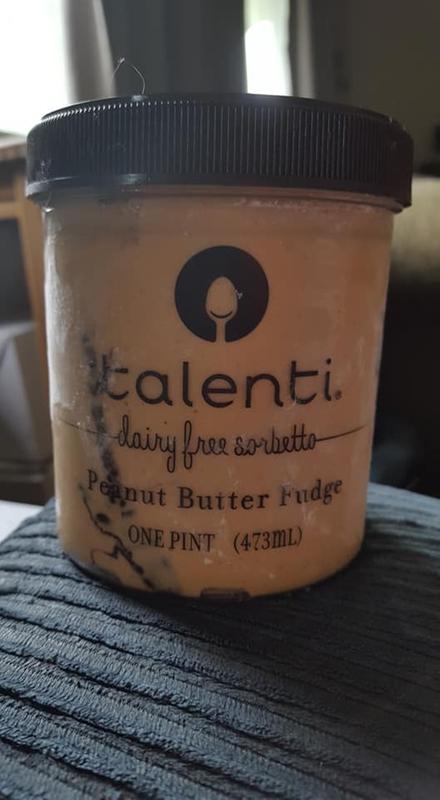 talenti®
dairy free sorbetto
Peanut Butter Fudge
ONE PINT (473mL)